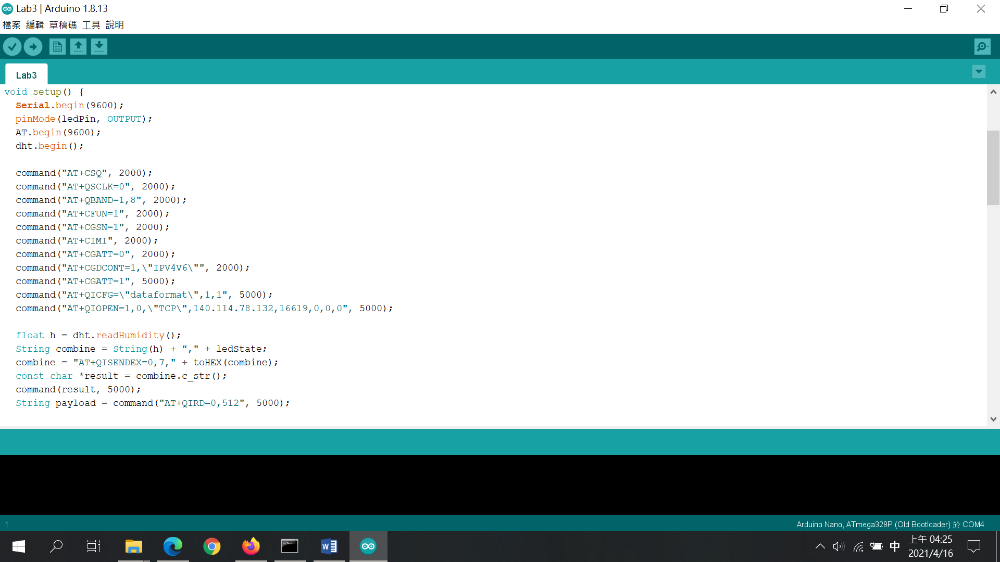 Lab3 | Arduino 1.8.13
檔案 編輯 草稿碼 工具 說明
Lab3
void setup() {
  Serial.begin(9600);
  pinMode(ledPin, OUTPUT);
  AT.begin(9600);
  dht.begin();
  command("AT+CSQ", 2000);
  command("AT+QSCLK=0", 2000);
  command("AT+QBAND=1,8", 2000);
  command("AT+CFUN=1", 2000);
  command("AT+CGSN=1", 2000);
  command("AT+CIMI", 2000);
  command("AT+CGATT=0", 2000);
  command("AT+CGDCONT=1,\"IPV4V6\"", 2000);
  command("AT+CGATT=1", 5000);
  command("AT+QICFG=\"dataformat\",1,1", 5000);
  command("AT+QIOPEN=1,0,\"TCP\",140.114.78.132,16619,0,0,0", 5000);
  float h = dht.readHumidity();
  String combine = String(h) + "," + ledState;
  combine = "AT+QISENDEX=0,7," + toHEX(combine);
  const char *result = combine.c_str();
  command(result, 5000);
  String payload = command("AT+QIRD=0,512", 5000);
1
Arduino Nano, ATmega328P (Old Bootloader) 於 COM4
中
上午 04:25
2021/4/16